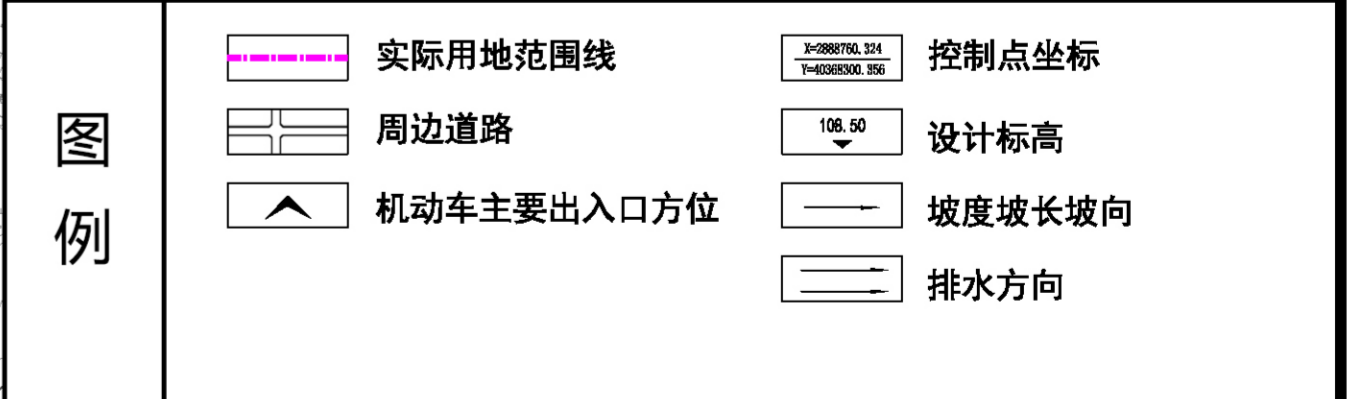 图例
实际用地范围线
周边道路
机动车主要出入口方位
X=2888760.324
Y=40368300.356
控制点坐标
108.50
设计标高
坡度坡长坡向
排水方向